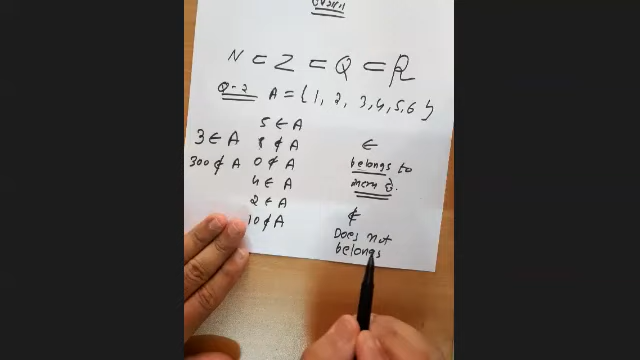 N ⊂ Z ⊂ Q ⊂ R
Q-2 A = { 1, 2, 3, 4, 5, 6 }
5 ∈ A
3 ∈ A 8 ∉ A
300 ∉ A 0 ∉ A
4 ∈ A
2 ∈ A
10 ∉ A
∈
belongs to
∉
Does not
belongs